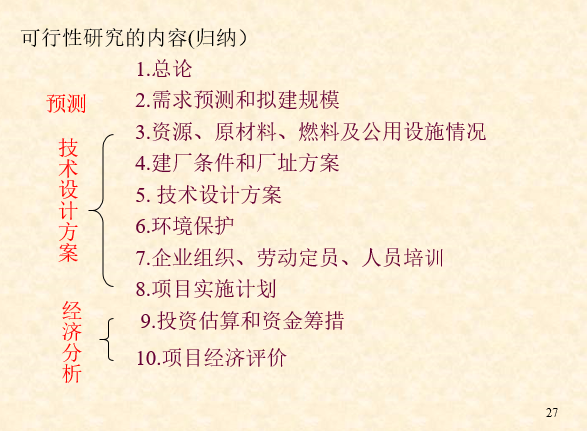 可行性研究的内容(归纳）
1.总论
预测
2.需求预测和拟建规模
技术设计方案
3.资源、原材料、燃料及公用设施情况
4.建厂条件和厂址方案
5. 技术设计方案
6.环境保护
7.企业组织、劳动定员、人员培训
8.项目实施计划
经济分析
9.投资估算和资金筹措
10.项目经济评价
27